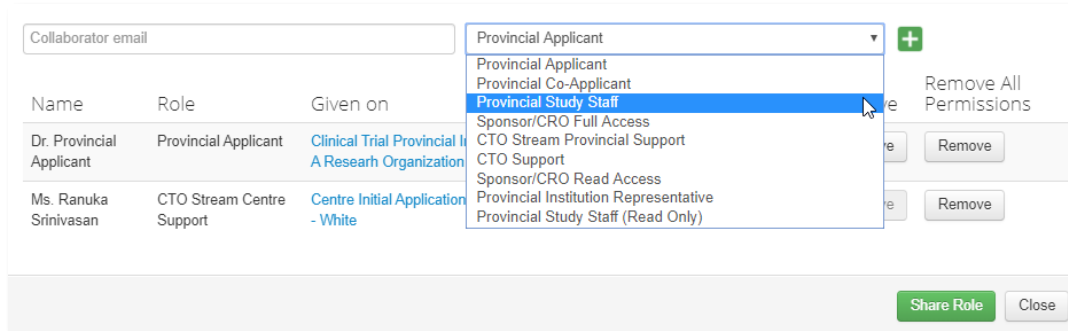 Collaborator email
Provincial Applicant
Provincial Applicant
Provincial Co-Applicant
Provincial Study Staff
Sponsor/CRO Full Access
CTO Stream Provincial Support
CTO Support
Sponsor/CRO Read Access
Provincial Institution Representative
Provincial Study Staff (Read Only)
Name
Role
Given on
Remove All
Permissions
Dr. Provincial
Applicant
Provincial Applicant
Clinical Trial Provincial
A Researh Organization
Remove
Ms. Ranuka
Srinivasan
CTO Stream Centre
Support
Centre Initial Application
- White
Remove
Share Role
Close